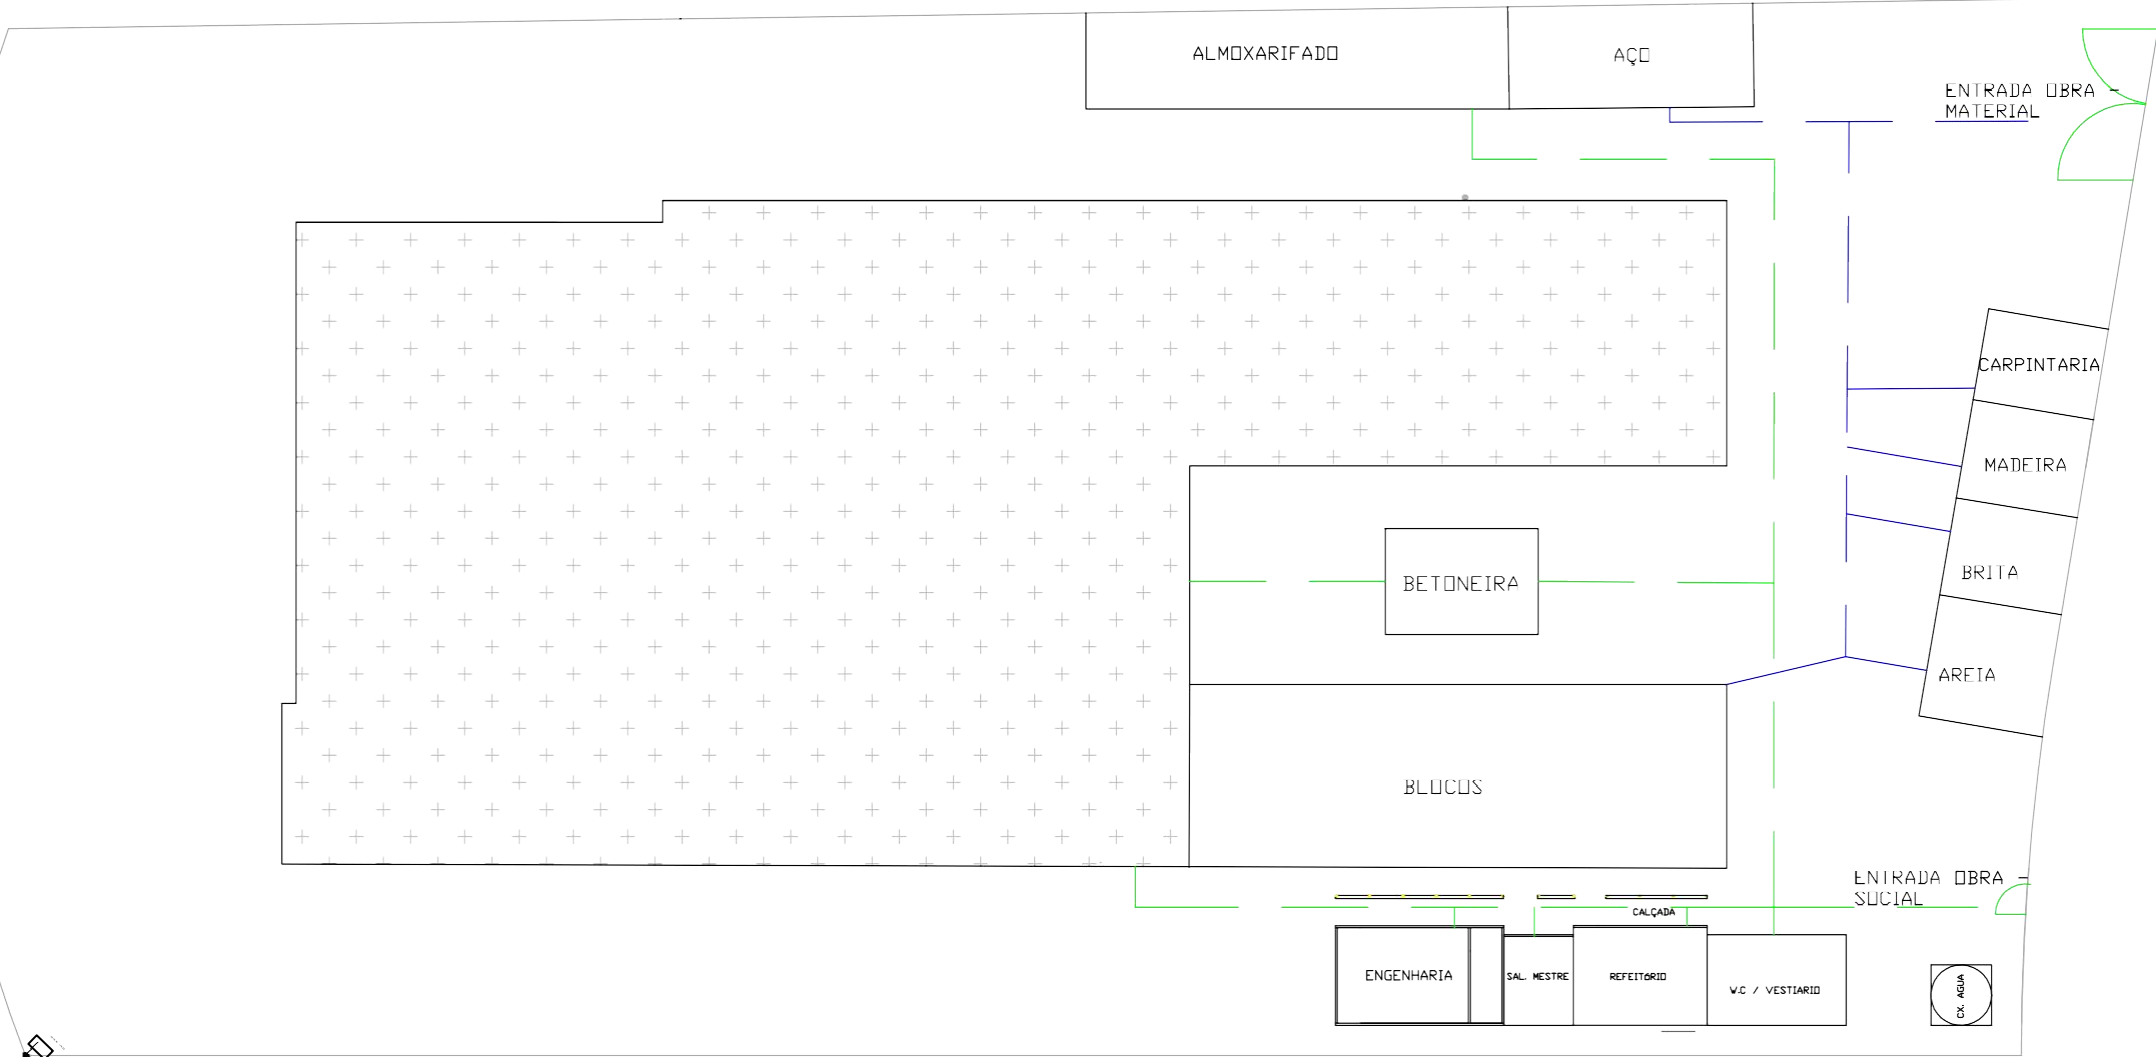 ALMOXARIFADO
AÇO
ENTRADA OBRA -
MATERIAL
CARPINTARIA
MADEIRA
BRITA
BETONEIRA
AREIA
BLOCOS
ENTRADA OBRA -
SOCIAL
CALÇADA
ENGENHARIA
SAL. MESTRE
REFEITÓRIO
W.C / VESTIARIO
CX. AGUA